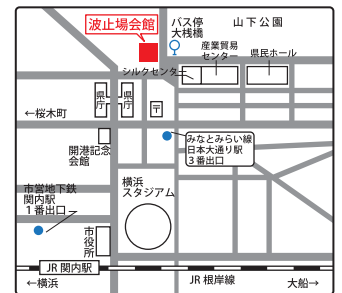 波止場会館
バス停
大桟橋
山下公園
産業貿易
センター
県民ホール
シルクセンター
県庁
県庁
〒
←桜木町
開港記念
会館
みなとみらい線
日本大通り駅
3番出口
市営地下鉄
関内駅
1番出口
横浜
スタジアム
市役所
JR 関内駅
←横浜
JR 根岸線
大船→